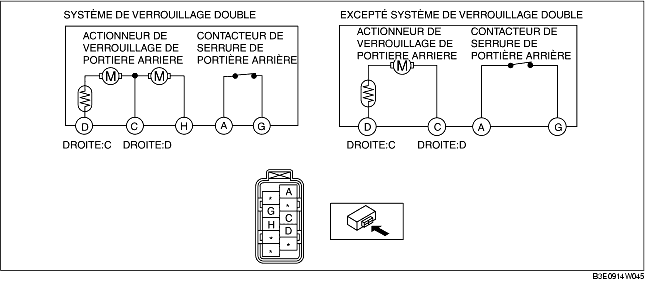 SYSTÈME DE VERROUILLAGE DOUBLE
ACTIONNEUR DE
VERROUILLAGE DE
PORTIERE ARRIERE
CONTACTEUR DE
SERRURE DE
PORTIÈRE ARRIÈRE
M M
D C H A G
DROITE:C DROITE:D
EXCEPTÉ SYSTÈME DE VERROUILLAGE DOUBLE
ACTIONNEUR DE
VERROUILLAGE DE
PORTIERE ARRIERE
CONTACTEUR DE
SERRURE DE
PORTIÈRE ARRIÈRE
M
D C A G
DROITE:C DROITE:D
A
*
*
G
C
H
D
*
*
*
B3E0914W045